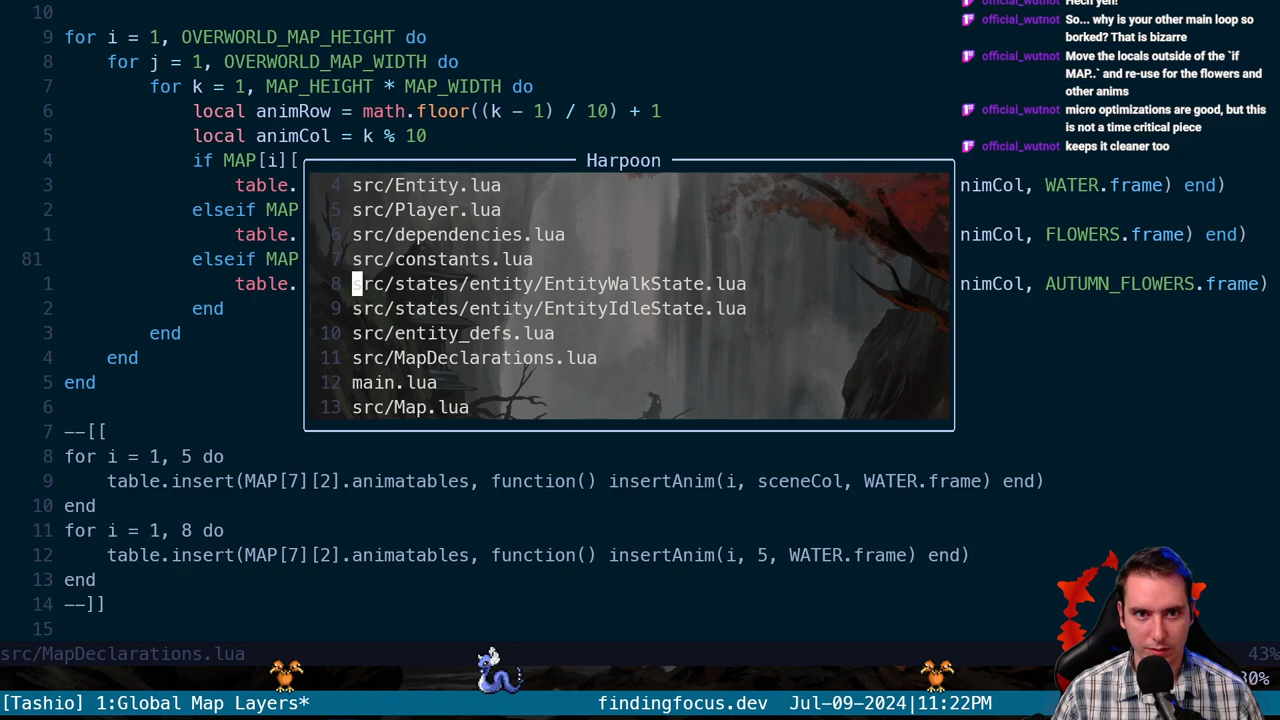 10
9 for i = 1, OVERWORLD_MAP_HEIGHT do
8 for j = 1, OVERWORLD_MAP_WIDTH do
7 for k = 1, MAP_HEIGHT * MAP_WIDTH do
6 local animRow = math.floor((k - 1) / 10) + 1
5 local animCol = k % 10
4 if MAP[i][
3 table. nimCol, WATER.frame) end)
2 elseif MAP
1 table. nimCol, FLOWERS.frame) end)
81 elseif MAP
1 table. nimCol, AUTUMN_FLOWERS.frame)
2 end
3 end
4 end
5 end
6
7 --[[
8 for i = 1, 5 do
9 table.insert(MAP[7][2].animatables, function() insertAnim(i, sceneCol, WATER.frame) end)
10 end
11 for i = 1, 8 do
12 table.insert(MAP[7][2].animatables, function() insertAnim(i, 5, WATER.frame) end)
13 end
14 --]]
15
Harpoon
4 src/Entity.lua
5 src/Player.lua
6 src/dependencies.lua
7 src/constants.lua
8 src/states/entity/EntityWalkState.lua
9 src/states/entity/EntityIdleState.lua
10 src/entity_defs.lua
11 src/MapDeclarations.lua
12 main.lua
13 src/Map.lua
official_wutnot Hech yeh!
official_wutnot So... why is your other main loop so
borked? That is bizarre
official_wutnot Move the locals outside of the `if
MAP..` and re-use for the flowers and
other anims
official_wutnot micro optimizations are good, but this
is not a time critical piece
official_wutnot keeps it cleaner too
src/MapDeclarations.lua 43%
30%
[Tashio] 1:Global Map Layers* findingfocus.dev Jul-09-2024|11:22PM